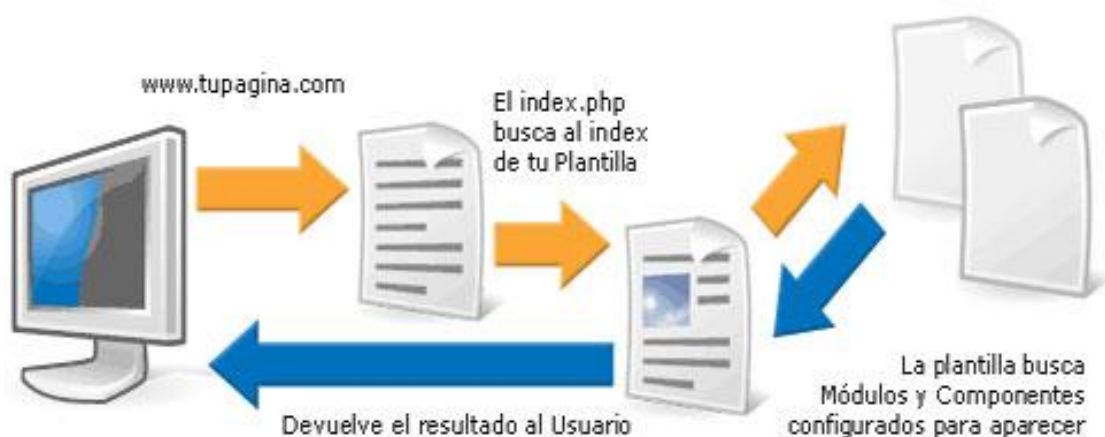 www.tupagina.com
El index.php
busca al index
de tu Plantilla
La plantilla busca
Módulos y Componentes
configurados para aparecer
Devuelve el resultado al Usuario